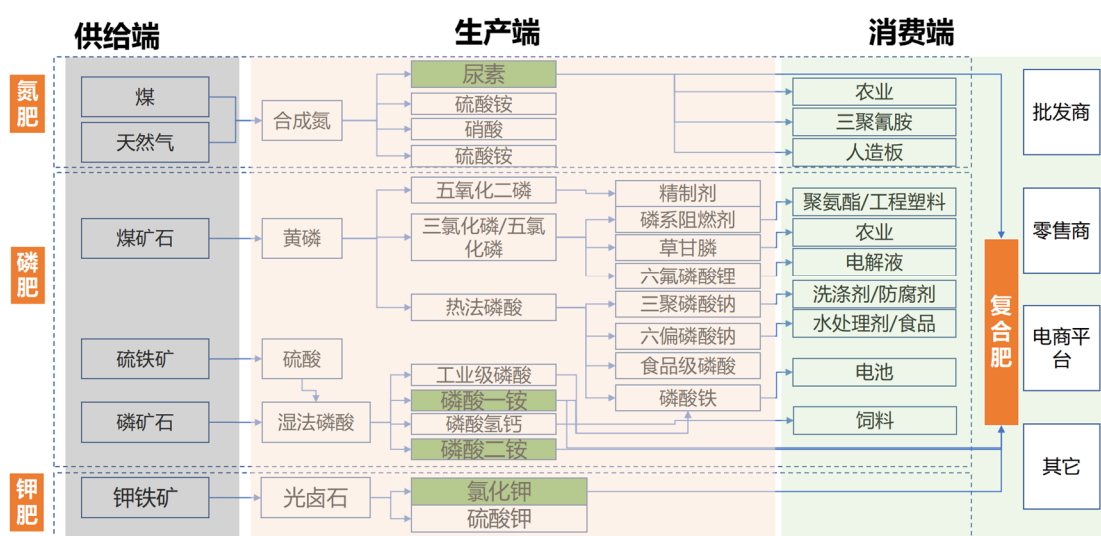 供给端
生产端
消费端
氮
肥
煤
天然气
合成氮
尿素
硫酸铵
硝酸
硫酸铵
农业
三聚氰胺
人造板
批发商
磷
肥
煤矿石
黄磷
五氧化二磷
三氯化磷/五氯
化磷
热法磷酸
精制剂
磷系阻燃剂
草甘膦
六氟磷酸锂
三聚磷酸钠
六偏磷酸钠
食品级磷酸
磷酸铁
聚氨酯/工程塑料
农业
电解液
洗涤剂/防腐剂
水处理剂/食品
电池
饲料
硫铁矿
硫酸
磷矿石
湿法磷酸
工业级磷酸
磷酸一铵
磷酸氢钙
磷酸二铵
复
合
肥
零售商
电商平
台
其它
钾
肥
钾铁矿
光卤石
氯化钾
硫酸钾